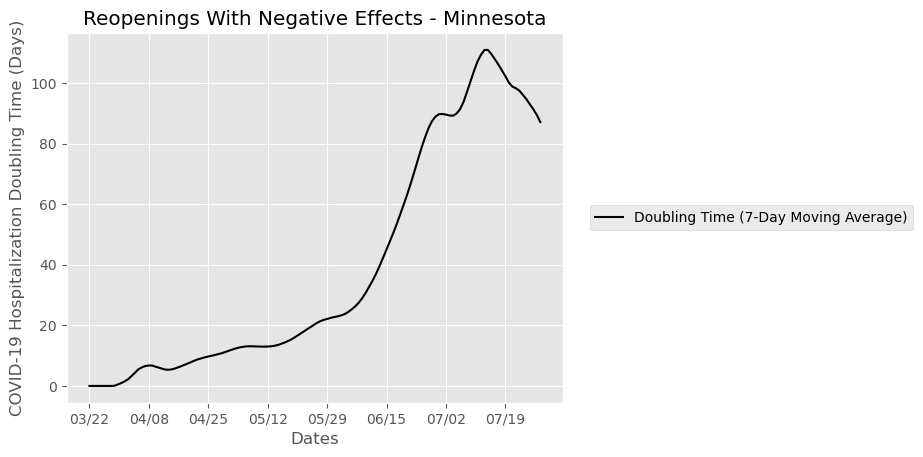 Reopenings With Negative Effects - Minnesota
COVID-19 Hospitalization Doubling Time (Days)
100
80
60
40
20
0
03/22 04/08 04/25 05/12 05/29 06/15 07/02 07/19
Dates
Doubling Time (7-Day Moving Average)